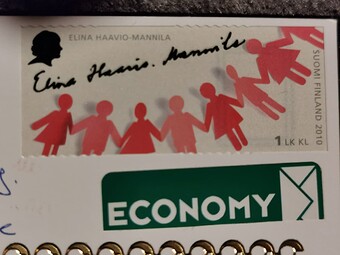 ELINA HAAVIO-MANNILA
Elina Haavio-Mannila
SUOMI FINLAND 2010
1 LK KL
ECONOMY